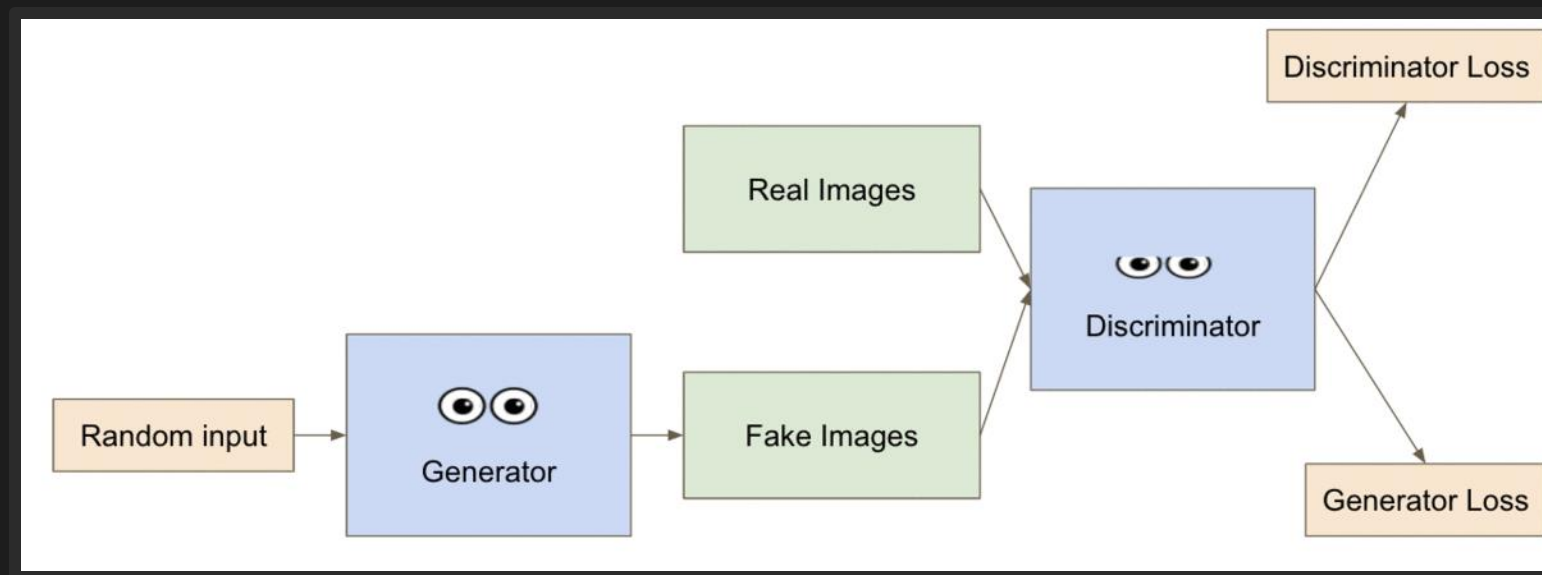 Discriminator Loss
Real Images
Discriminator
Random input
Generator
Fake Images
Generator Loss